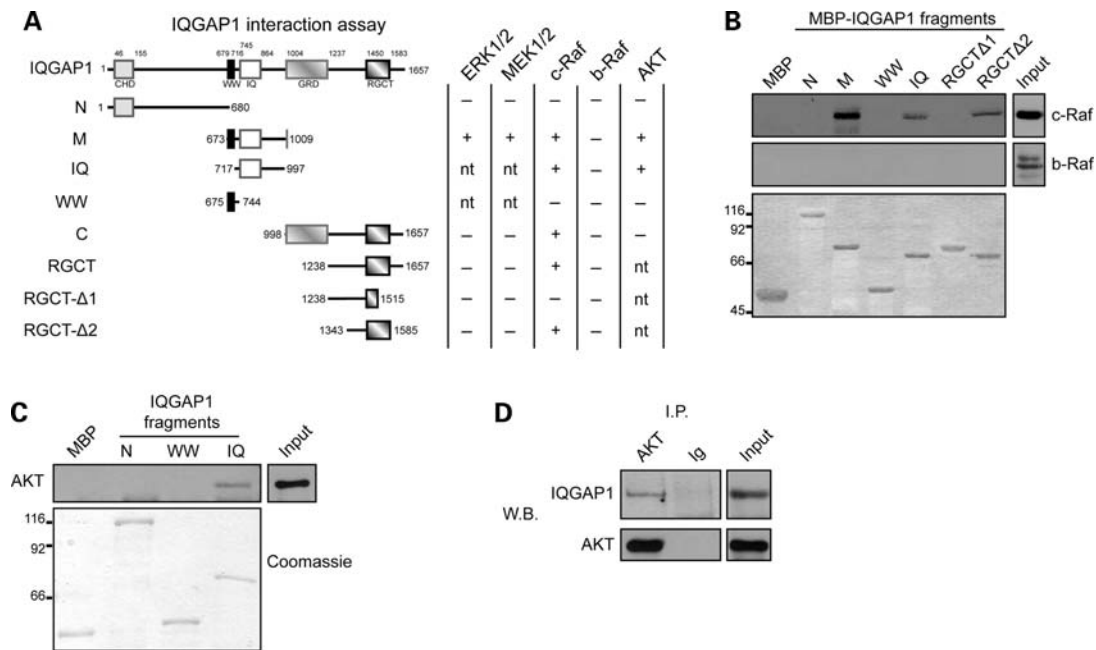 A
IQGAP1 interaction assay
ERK1/2 MEK1/2 c-Raf b-Raf AKT
46 155 679 716 745 864 1004 1237 1450 1583
IQGAP1 1 1657
CHD WW IQ GRD RGCT
– – – – –
N 1 680
M 673 1009 + + + – +
IQ 717 997 nt nt + – +
WW 675 744 nt nt – – –
C 998 1657 – – + – –
RGCT 1238 1657 – – + – nt
RGCT-Δ1 1238 1515 – – – – nt
RGCT-Δ2 1343 1585 – – + – nt
B
MBP-IQGAP1 fragments
MBP N M WW IQ RGCTΔ1 RGCTΔ2 Input
c-Raf
b-Raf
116
92
66
45
C
IQGAP1
fragments
MBP N WW IQ Input
AKT
116
92
66
Coomassie
D
I.P.
AKT Ig Input
IQGAP1
W.B.
AKT